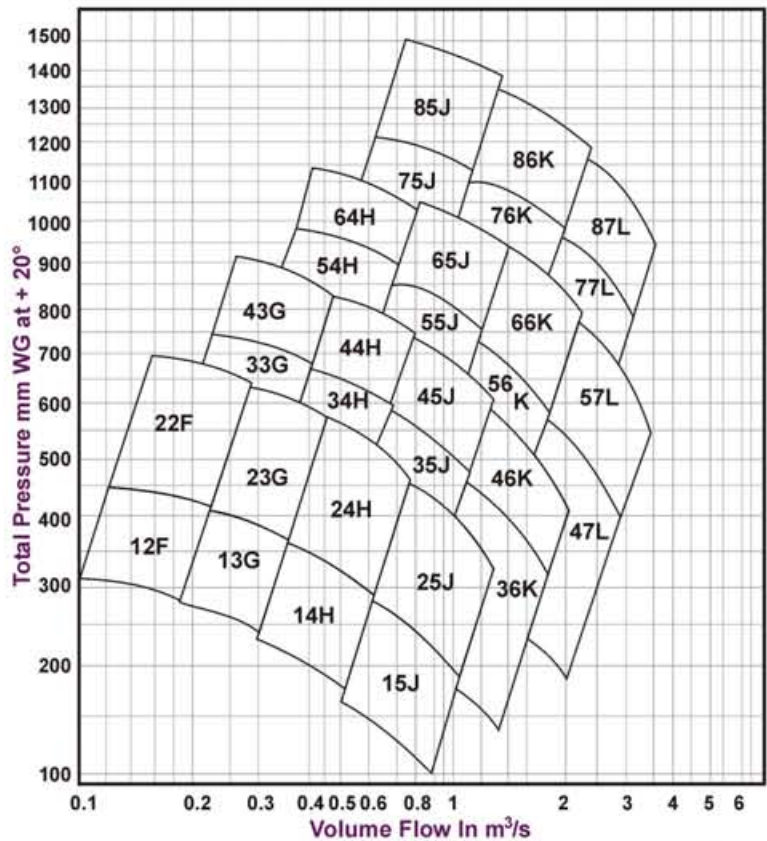 1500
1400
1300
1200
1100
1000
900
800
700
600
500
400
300
200
100
Total Pressure mm WG at + 20°
85J
86K
75J
64H
76K
87L
65J
54H
77L
43G
55J
66K
44H
33G
56
K
45J
34H
57L
22F
35J
23G
46K
24H
47L
12F
13G
25J
36K
14H
15J
0.1 0.2 0.3 0.4 0.5 0.6 0.8 1 2 3 4 5 6
Volume Flow In m³/s